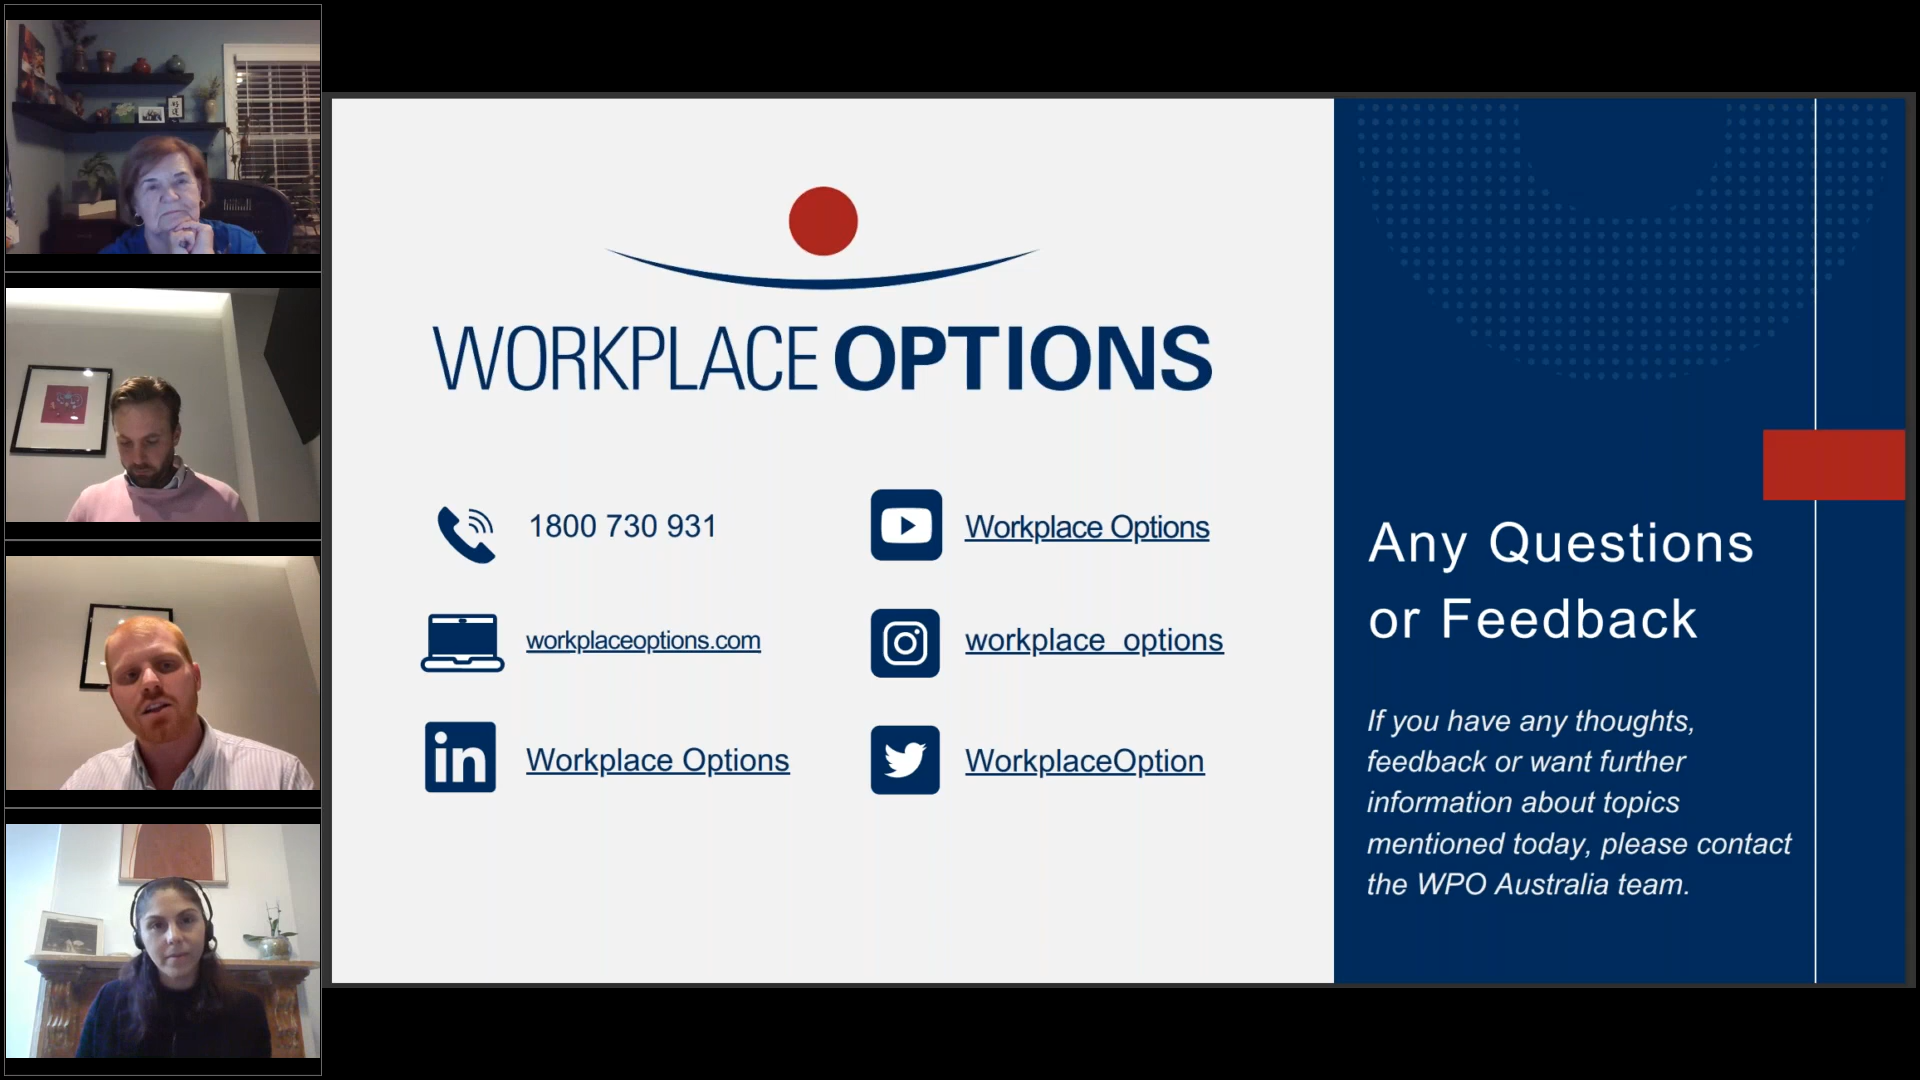 WORKPLACE OPTIONS
1800 730 931
workplaceoptions.com
in
Workplace Options
Workplace Options
workplace_options
WorkplaceOption
Any Questions
or Feedback
If you have any thoughts,
feedback or want further
information about topics
mentioned today, please contact
the WPO Australia team.